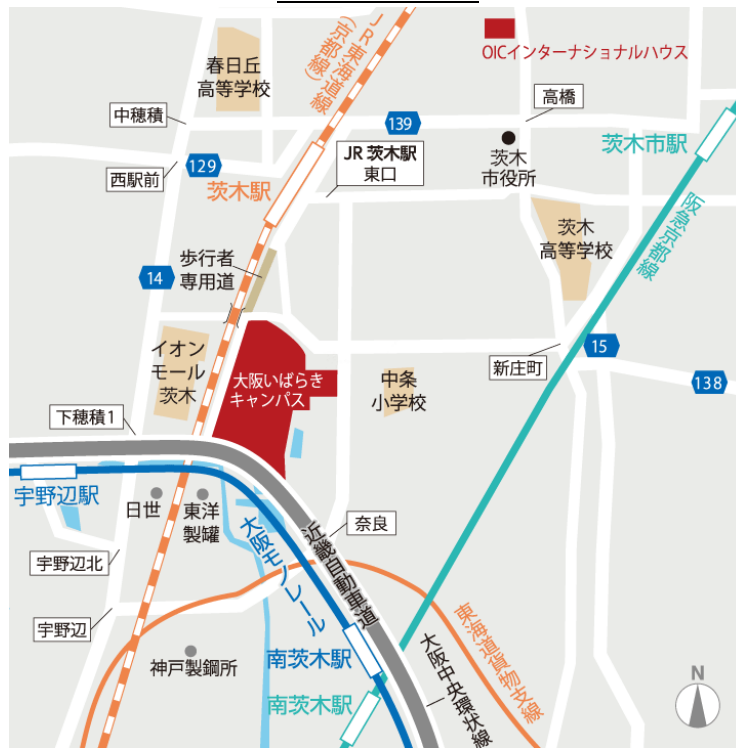 JR東海道線
（京都線）
OICインターナショナルハウス
春日丘
高等学校
高橋
中穂積
139
茨木市駅
JR 茨木駅
東口
茨木
市役所
129
西駅前
茨木駅
阪急京都線
茨木
高等学校
歩行者
専用道
14
イオン
モール
茨木
15
新庄町
大阪いばらき
キャンパス
中条
小学校
138
下穂積1
宇野辺駅
日世
東洋
製罐
奈良
大阪モノレール
近畿自動車道
宇野辺北
宇野辺
東海道貨物支線
大阪中央環状線
神戸製鋼所
南茨木駅
南茨木駅
N